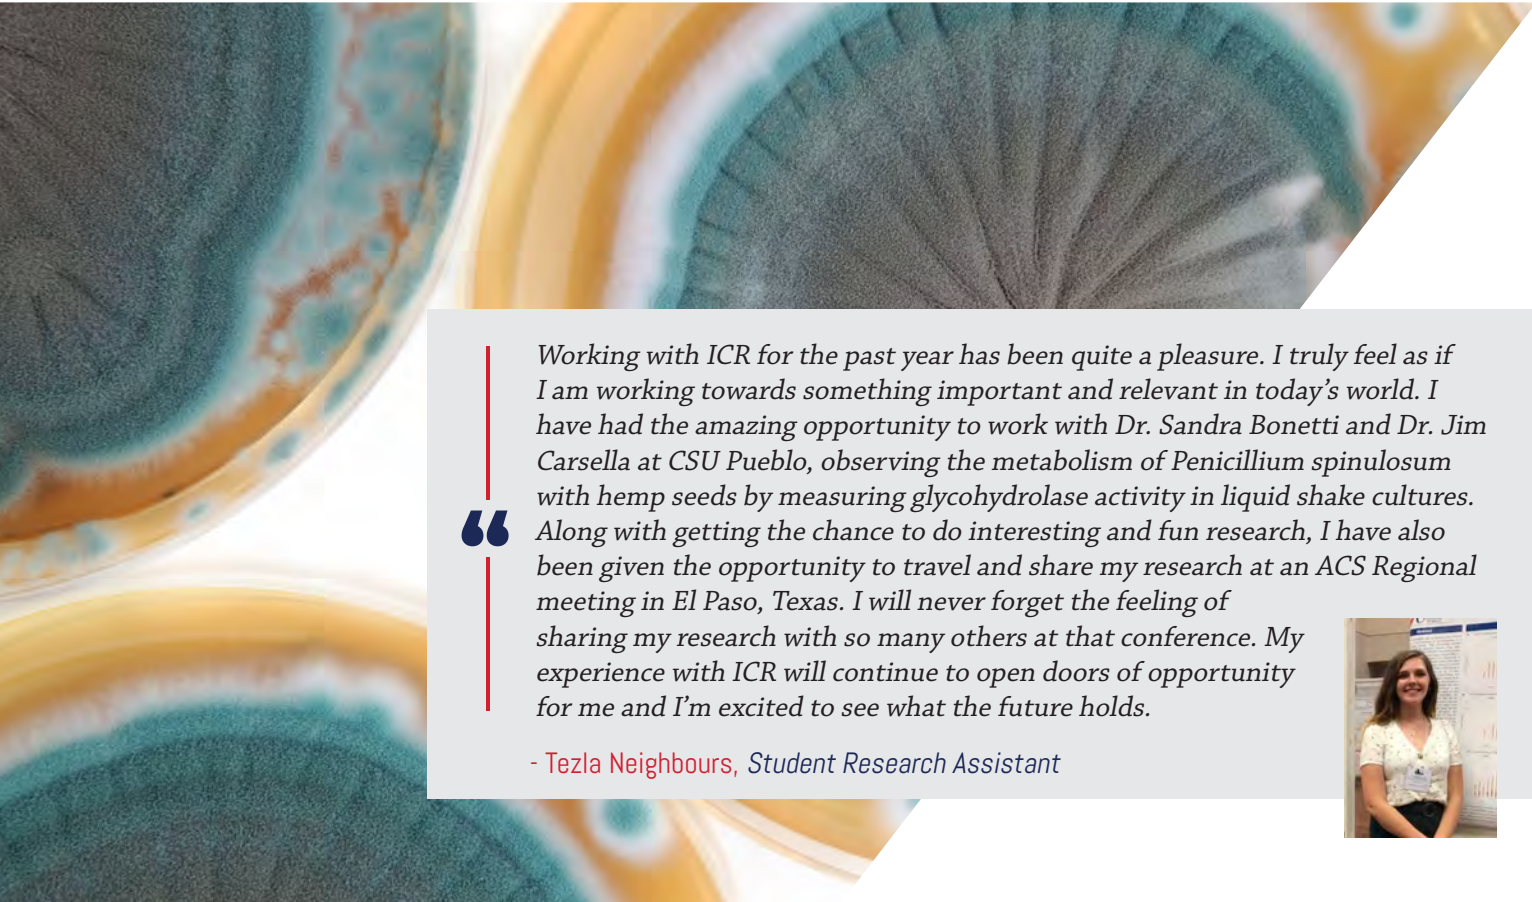 Working with ICR for the past year has been quite a pleasure. I truly feel as if
I am working towards something important and relevant in today’s world. I
have had the amazing opportunity to work with Dr. Sandra Bonetti and Dr. Jim
Carsella at CSU Pueblo, observing the metabolism of Penicillium spinulosum
with hemp seeds by measuring glycohydrolase activity in liquid shake cultures.
“ Along with getting the chance to do interesting and fun research, I have also
been given the opportunity to travel and share my research at an ACS Regional
meeting in El Paso, Texas. I will never forget the feeling of
sharing my research with so many others at that conference. My
experience with ICR will continue to open doors of opportunity
for me and I’m excited to see what the future holds.
- Tezla Neighbours, Student Research Assistant